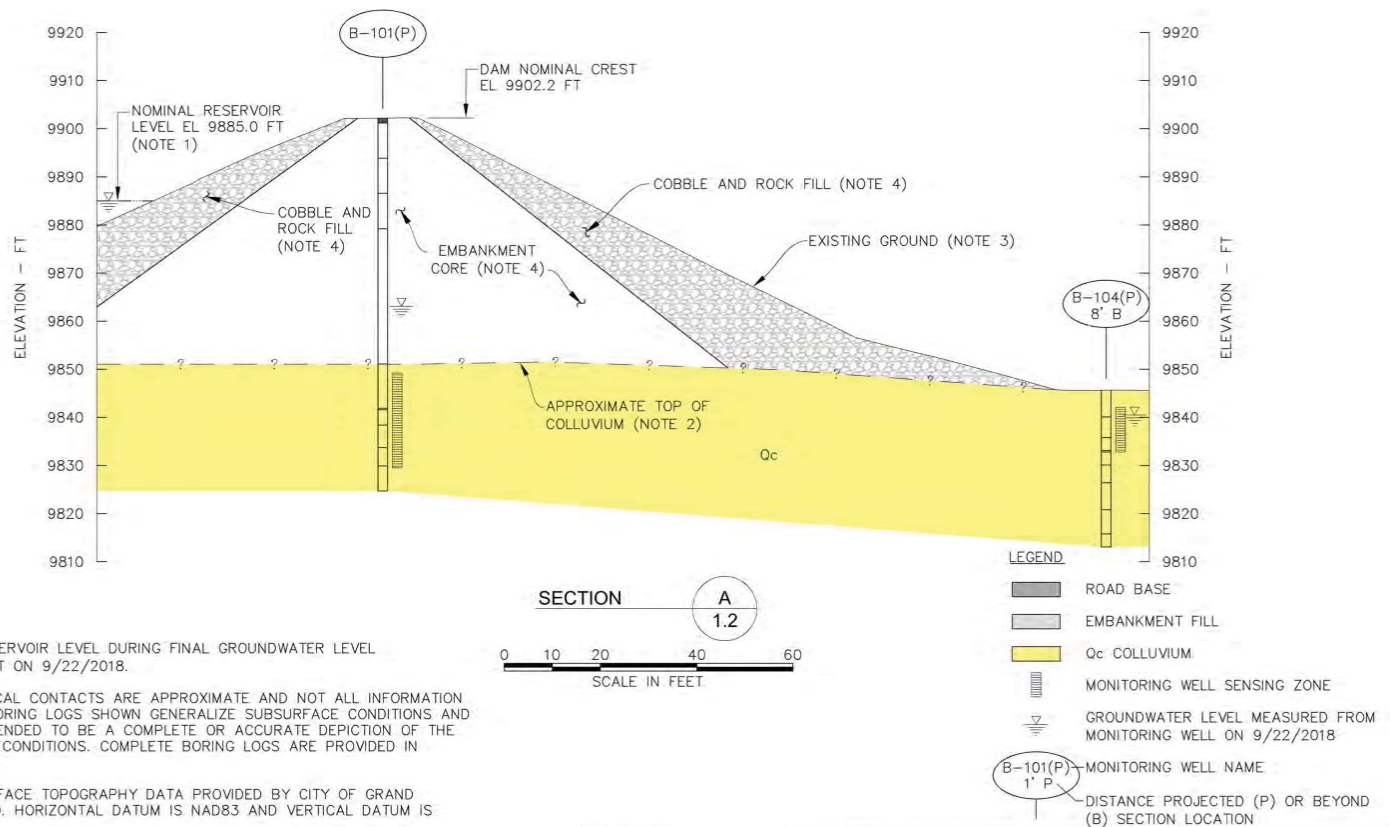 B-101(P)
9920
9910
9900
9890
9880
9870
9860
9850
9840
9830
9820
9810
ELEVATION - FT
DAM NOMINAL CREST
EL 9902.2 FT
NOMINAL RESERVOIR
LEVEL EL 9885.0 FT
(NOTE 1)
COBBLE AND
ROCK FILL
(NOTE 4)
EMBANKMENT
CORE (NOTE 4)
COBBLE AND ROCK FILL (NOTE 4)
EXISTING GROUND (NOTE 3)
B-104(P)
8' B
? ? ? ? ? ? ? ? ? ?
APPROXIMATE TOP OF
COLLUVIUM (NOTE 2)
Qc
9920
9910
9900
9890
9880
9870
9860
9850
9840
9830
9820
9810
ELEVATION - FT
SECTION
A
1.2
0 10 20 40 60
SCALE IN FEET
ERVOIR LEVEL DURING FINAL GROUNDWATER LEVEL
T ON 9/22/2018.
CAL CONTACTS ARE APPROXIMATE AND NOT ALL INFORMATION
ORING LOGS SHOWN GENERALIZE SUBSURFACE CONDITIONS AND
ENDED TO BE A COMPLETE OR ACCURATE DEPICTION OF THE
CONDITIONS. COMPLETE BORING LOGS ARE PROVIDED IN
FACE TOPOGRAPHY DATA PROVIDED BY CITY OF GRAND
. HORIZONTAL DATUM IS NAD83 AND VERTICAL DATUM IS
LEGEND
ROAD BASE
EMBANKMENT FILL
Qc COLLUVIUM
MONITORING WELL SENSING ZONE
GROUNDWATER LEVEL MEASURED FROM
MONITORING WELL ON 9/22/2018
B-101(P)
1' P
MONITORING WELL NAME
DISTANCE PROJECTED (P) OR BEYOND
(B) SECTION LOCATION